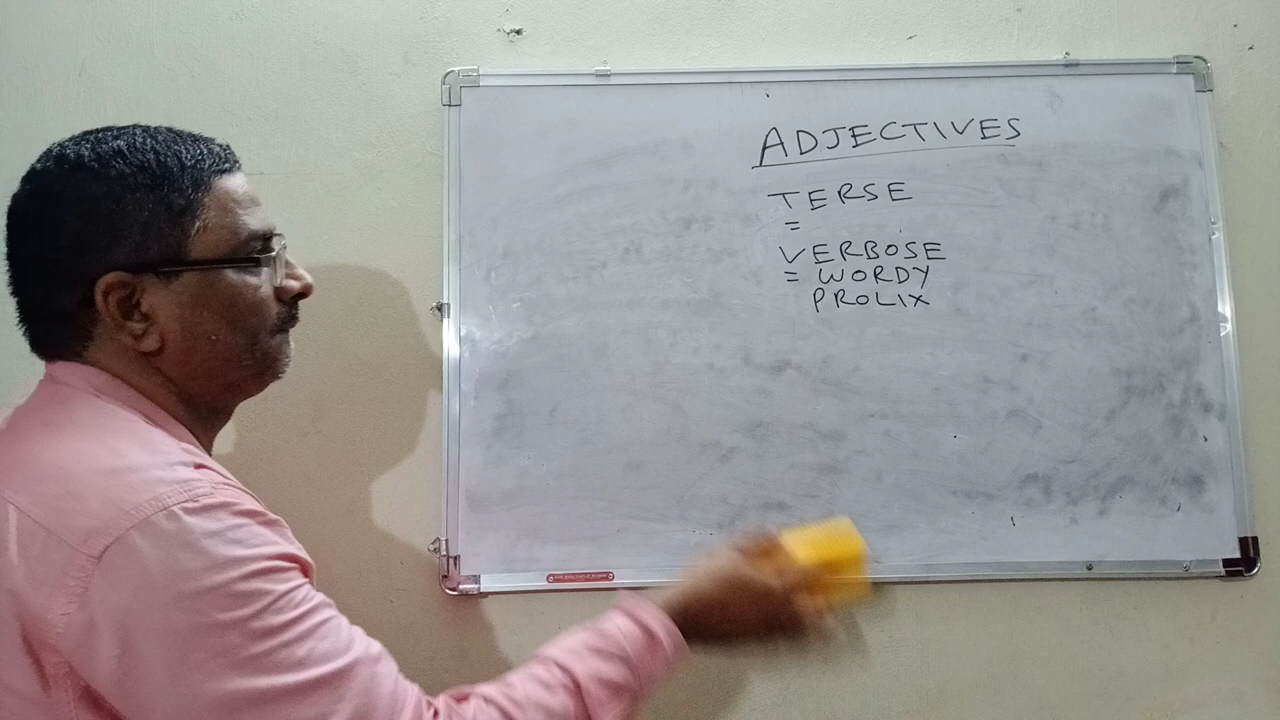 ADJECTIVES
TERSE
=
VERBOSE
= WORDY
PROLIX